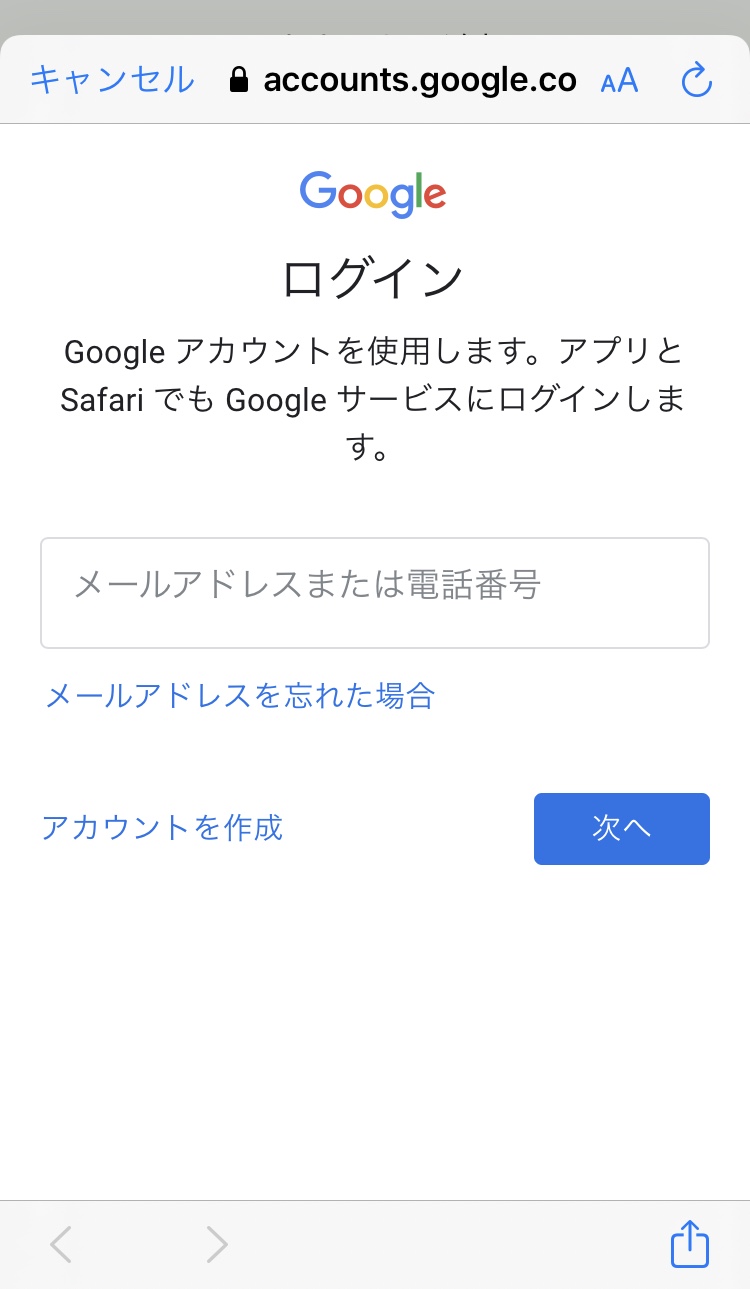 キャンセル accounts.google.co AA
Google
ログイン
Google アカウントを使用します。アプリと
Safari でも Google サービスにログインしま
す。
メールアドレスまたは電話番号
メールアドレスを忘れた場合
アカウントを作成 次へ